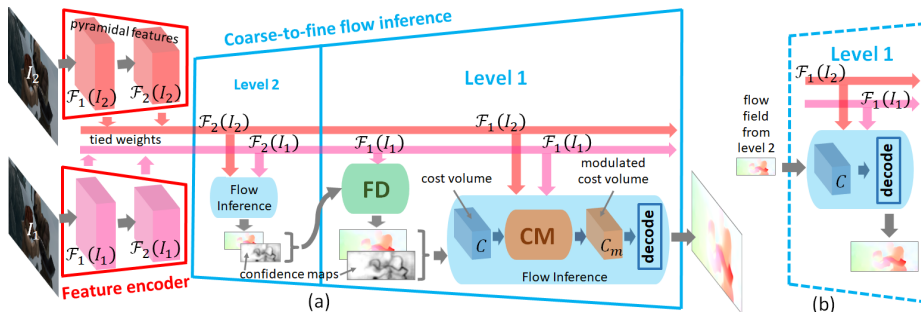 Coarse-to-fine flow inference
pyramidal features
I₂
ℱ₁(I₂)
ℱ₂(I₂)
tied weights
I₁
ℱ₁(I₁)
ℱ₂(I₁)
Feature encoder
Level 2
ℱ₂(I₂)
ℱ₂(I₁)
Flow
Inference
confidence maps
(a)
Level 1
ℱ₁(I₁)
FD
ℱ₁(I₂)
ℱ₁(I₁)
cost volume
modulated
cost volume
C
CM
Cₘ
decode
Flow Inference
flow
field
from
level 2
Level 1
ℱ₁(I₂)
ℱ₁(I₁)
C
decode
(b)